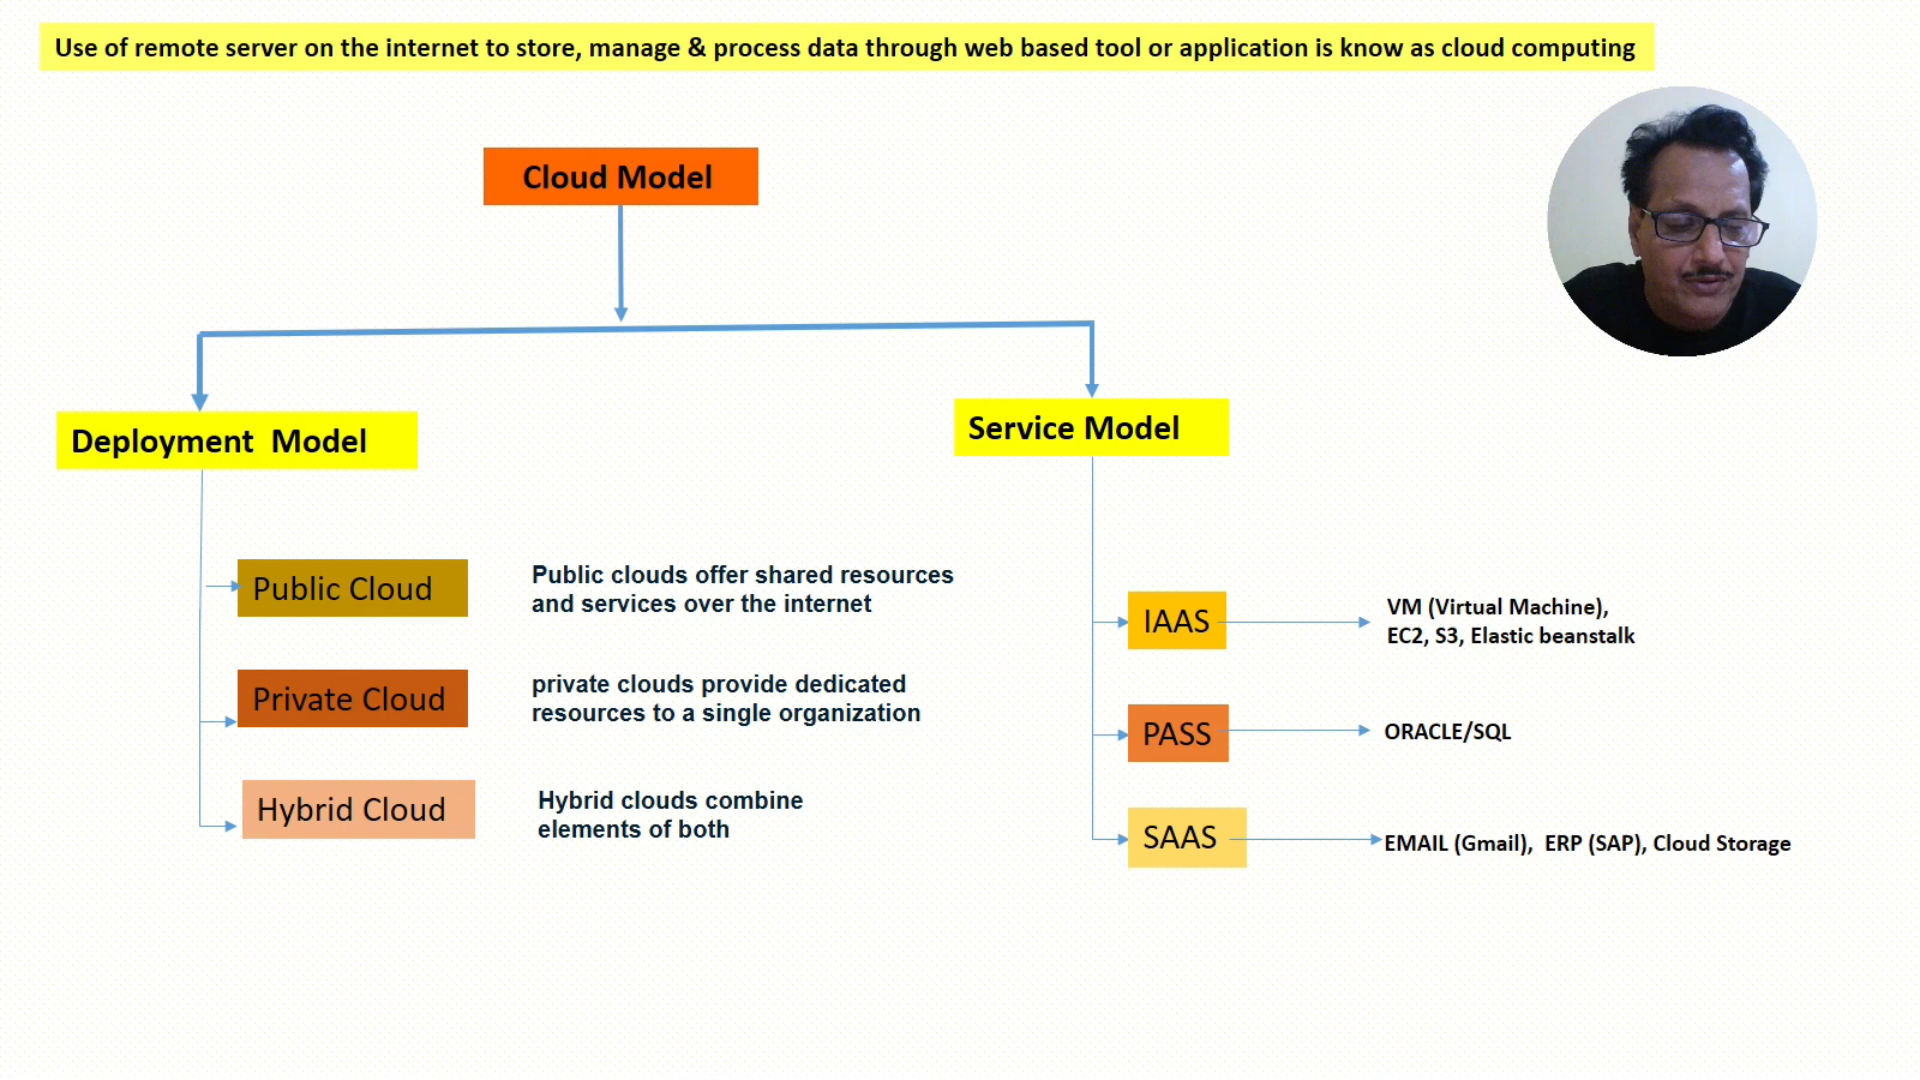 Use of remote server on the internet to store, manage & process data through web based tool or application is know as cloud computing
Cloud Model
Deployment  Model
Service Model
Public Cloud
Public clouds offer shared resources
and services over the internet
Private Cloud
private clouds provide dedicated
resources to a single organization
Hybrid Cloud
Hybrid clouds combine
elements of both
IAAS
VM (Virtual Machine),
EC2, S3, Elastic beanstalk
PASS
ORACLE/SQL
SAAS
EMAIL (Gmail),  ERP (SAP), Cloud Storage